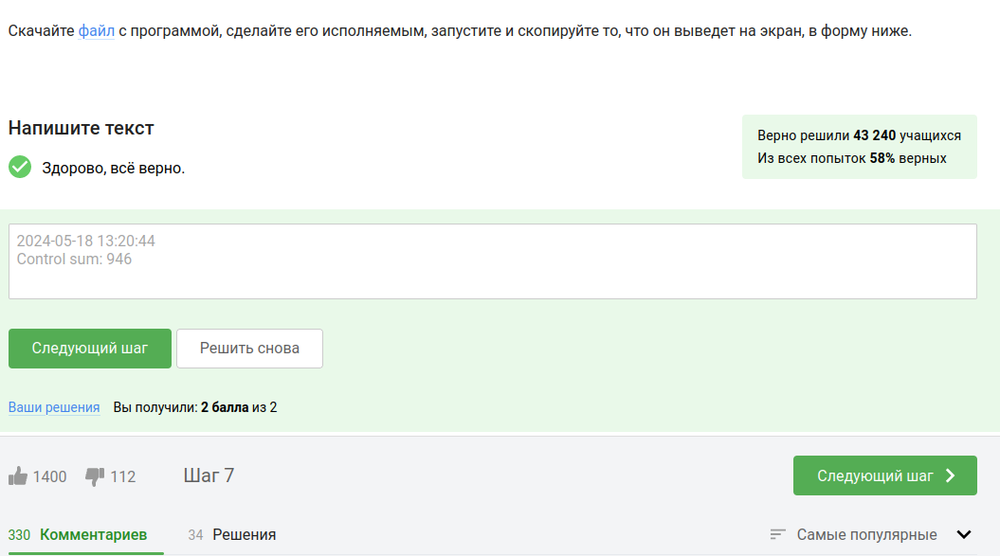 Скачайте файл с программой, сделайте его исполняемым, запустите и скопируйте то, что он выведет на экран, в форму ниже.
Напишите текст
Здорово, всё верно.
Верно решили 43 240 учащихся
Из всех попыток 58% верных
2024-05-18 13:20:44
Control sum: 946
Следующий шаг
Решить снова
Ваши решения Вы получили: 2 балла из 2
1400 112 Шаг 7 Следующий шаг
330 Комментариев 34 Решения Самые популярные